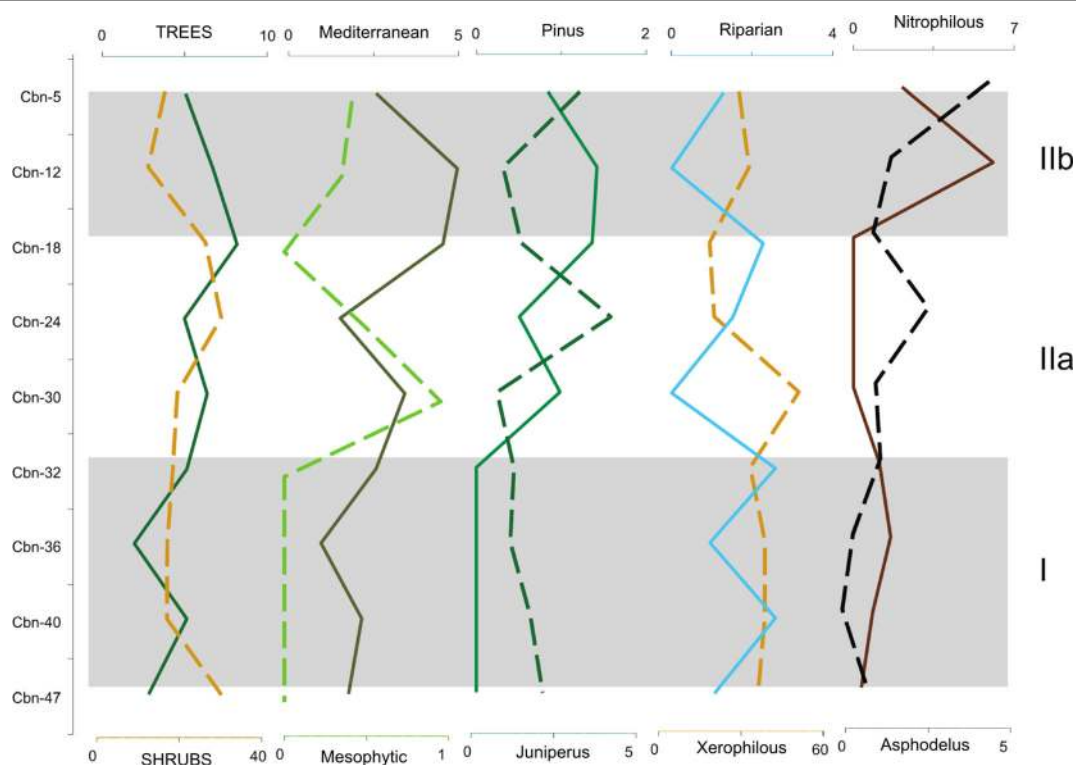 TREES Mediterranean Pinus Riparian Nitrophilous
0 10 0 5 0 2 0 4 0 7
Cbn-5
IIb
Cbn-12
Cbn-18
Cbn-24
IIa
Cbn-30
Cbn-32
Cbn-36
I
Cbn-40
Cbn-47
0 40 0 1 0 5 0 60 0 5
SHRUBS Mesophytic Juniperus Xerophilous Asphodelus